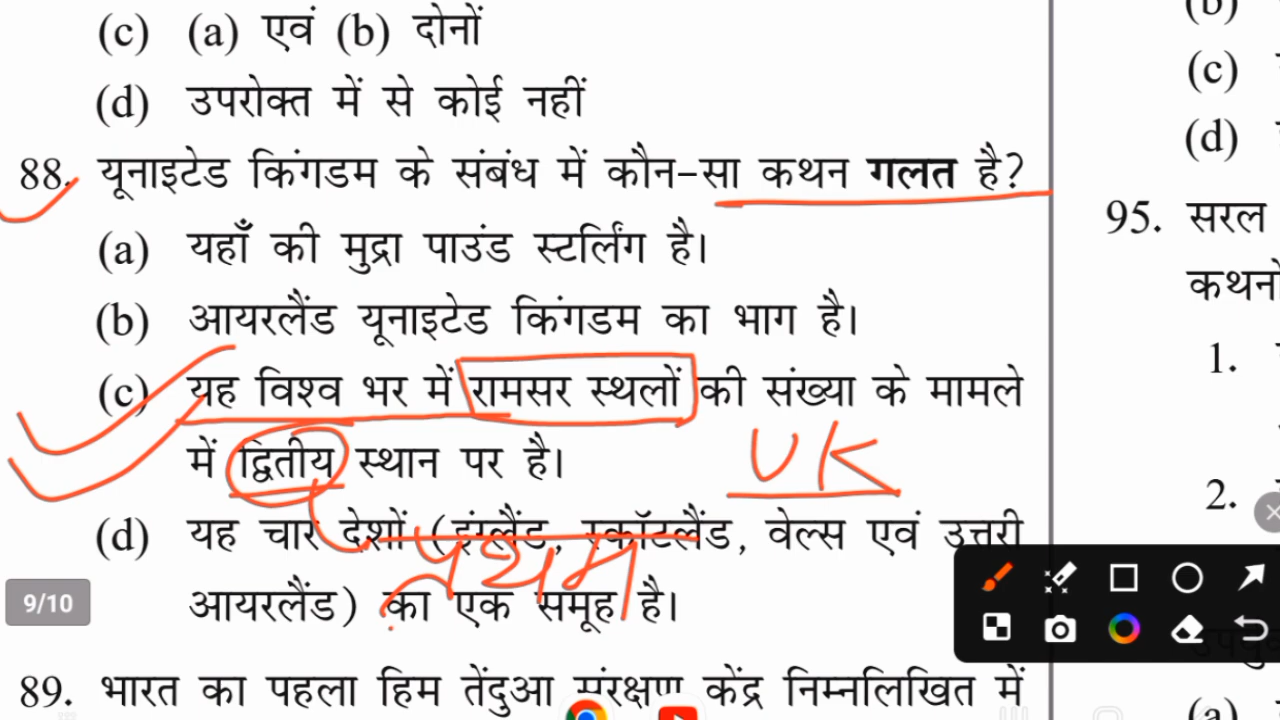 (c) (a) एवं (b) दोनों
(d) उपरोक्त में से कोई नहीं
88. यूनाइटेड किंगडम के संबंध में कौन-सा कथन गलत है?
(a) यहाँ की मुद्रा पाउंड स्टर्लिंग है।
(b) आयरलैंड यूनाइटेड किंगडम का भाग है।
(c) यह विश्व भर में रामसर स्थलों की संख्या के मामले
में द्वितीय स्थान पर है।
UK
(d) यह चार देशों (इंग्लैंड, स्कॉटलैंड, वेल्स एवं उत्तरी
प्रथम
आयरलैंड) का एक समूह है।
9/10
89. भारत का पहला हिम तेंदुआ संरक्षण केंद्र निम्नलिखित में
(b)
(c)
(d)
95. सरल
कथनो
1.
2.
(a)